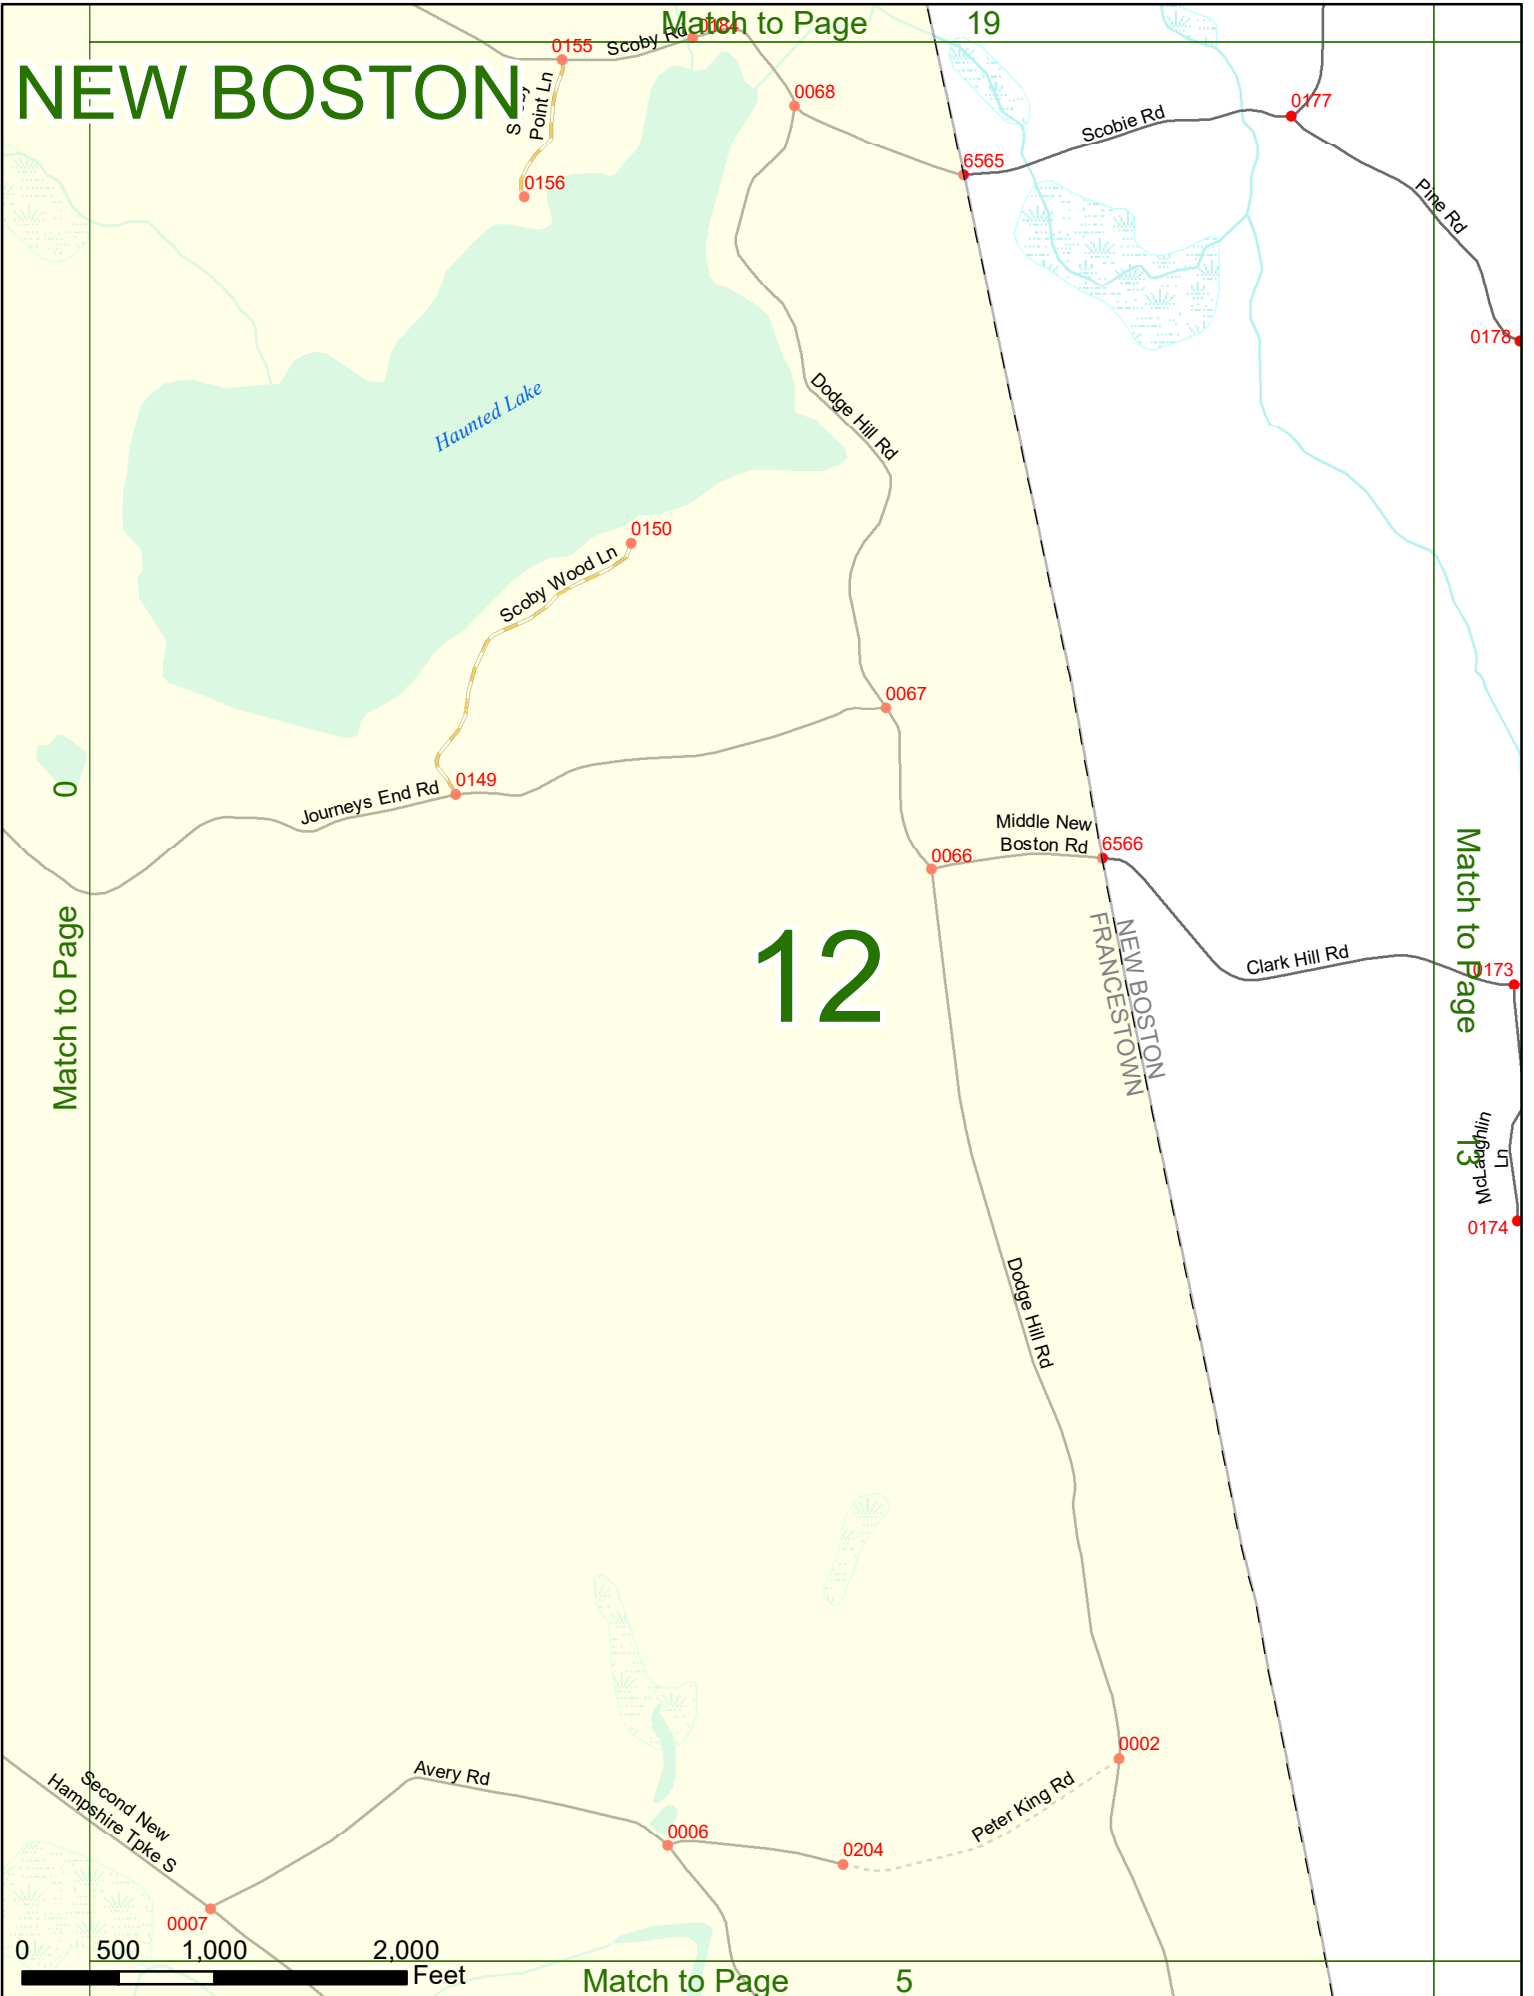 Match to Page 19
NEW BOSTON
0155
Scoby Rd
0184
Point Ln
0156
0068
6565
Scobie Rd
0177
Pine Rd
0178
Haunted Lake
Dodge Hill Rd
0150
Scoby Wood Ln
0067
0149
Journeys End Rd
Middle New
Boston Rd
6566
0066
Match to Page 0
12
NEW BOSTON
FRANCESTOWN
Clark Hill Rd
0173
Match to Page 13
McLaughlin
Ln
0174
Dodge Hill Rd
0002
Peter King Rd
Avery Rd
Second New
Hampshire Tpke S
0006
0204
0007
0 500 1,000 2,000
Feet
Match to Page 5